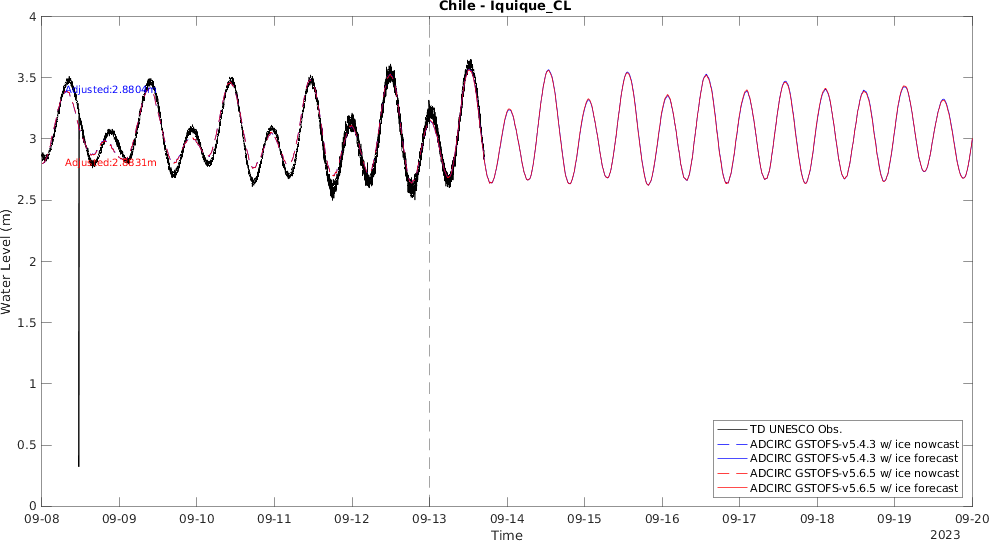 Chile - Iquique_CL
4
3.5
3
2.5
2
1.5
1
0.5
0
Water Level (m)
Adjusted:2.8804m
Adjusted:2.8331m
TD UNESCO Obs.
ADCIRC GSTOFS-v5.4.3 w/ ice nowcast
ADCIRC GSTOFS-v5.4.3 w/ ice forecast
ADCIRC GSTOFS-v5.6.5 w/ ice nowcast
ADCIRC GSTOFS-v5.6.5 w/ ice forecast
09-08 09-09 09-10 09-11 09-12 09-13 09-14 09-15 09-16 09-17 09-18 09-19 09-20
Time
2023